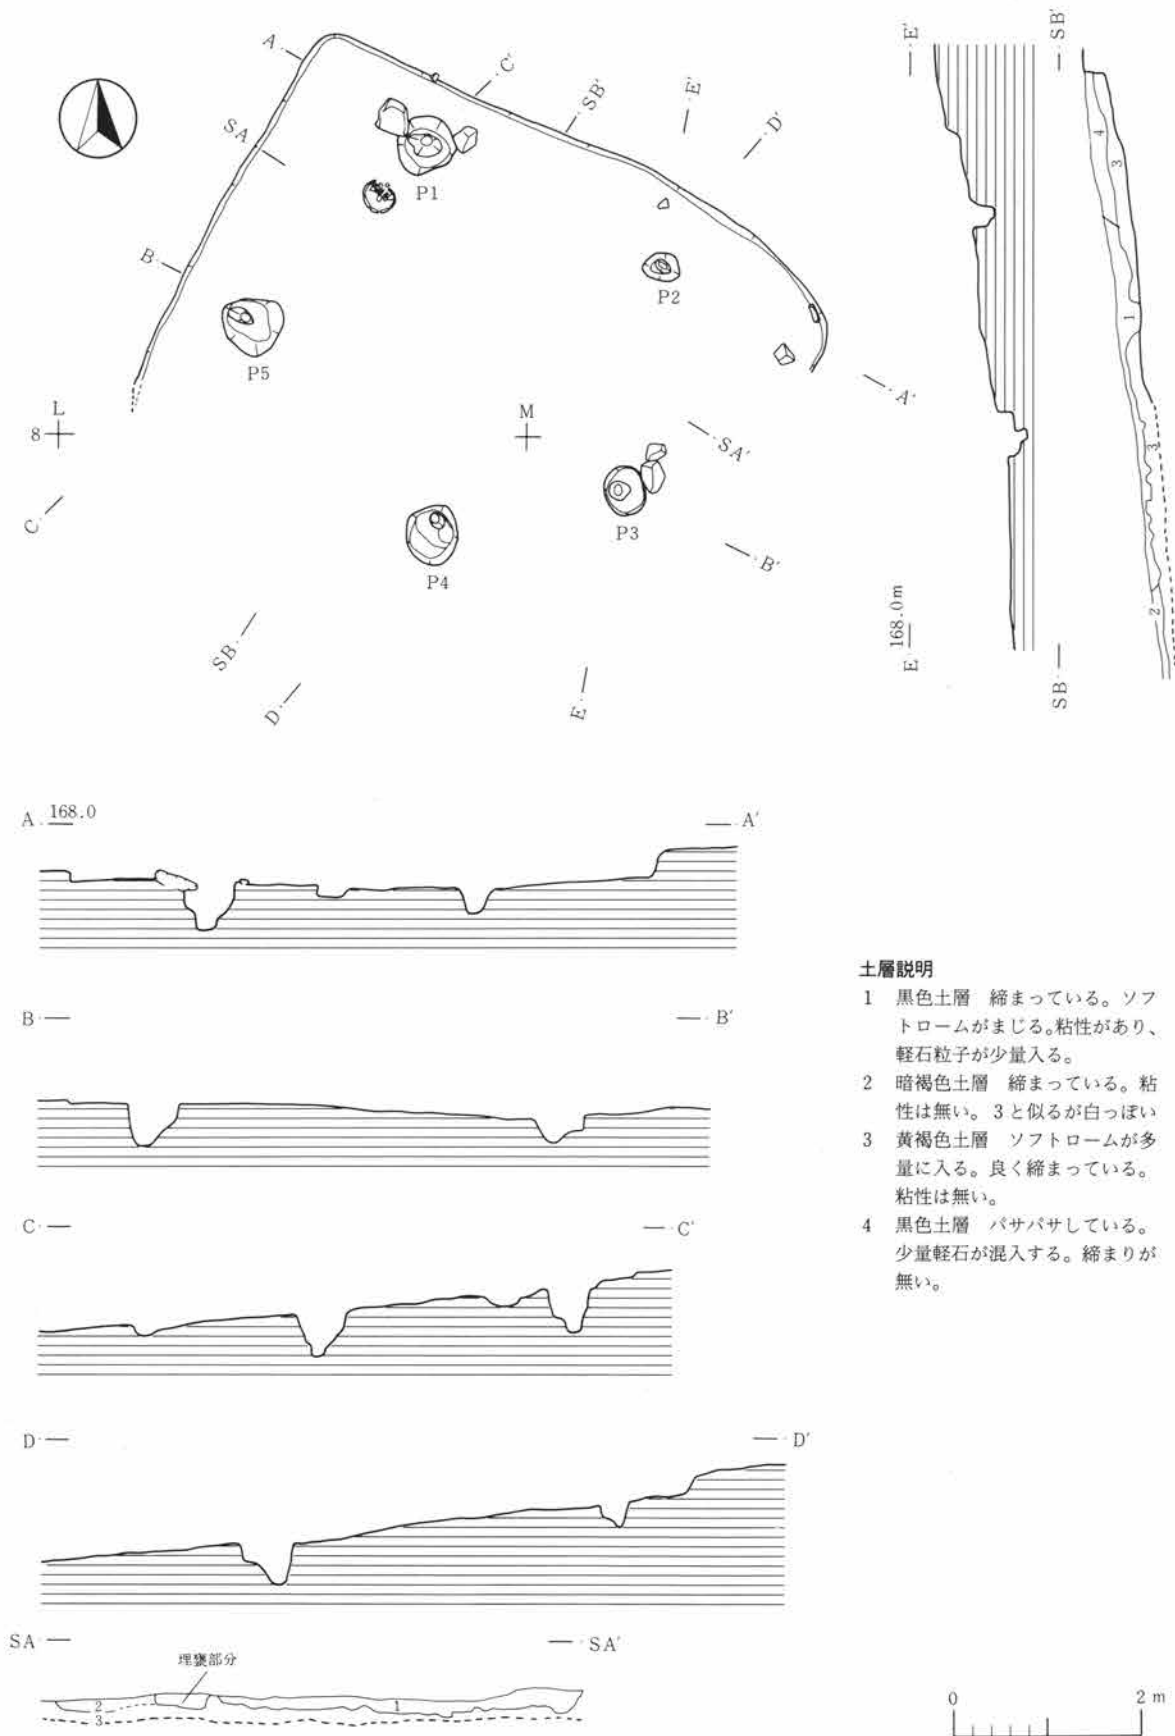 A
C'
SB'
E'
D'
SA
P1
B
P2
P5
A'
L
M
8
SA'
C
P3
B'
P4
SB
D
E
E'
SB'
4
3
1
3
2
168.0m
E
SB
A 168.0
A'
B
B'
C
C'
D
D'
SA
SA'
埋甕部分
2
1
3
土層説明
1 黒色土層 締まっている。ソフ
トロームがまじる。粘性があり、
軽石粒子が少量入る。
2 暗褐色土層 締まっている。粘
性は無い。3と似るが白っぽい
3 黄褐色土層 ソフトロームが多
量に入る。良く締まっている。
粘性は無い。
4 黒色土層 パサパサしている。
少量軽石が混入する。締まりが
無い。
0 2 m